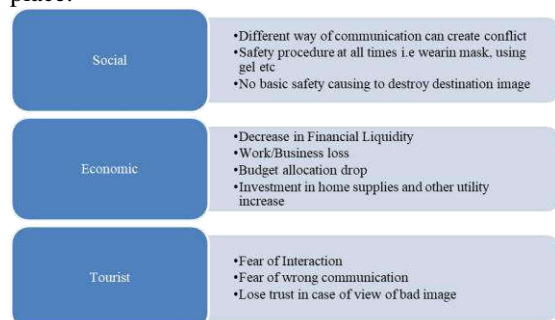 place.
Social
•Different way of communication can create conflict
•Safety procedure at all times i.e wearin mask, using
gel etc
•No basic safety causing to destroy destination image
Economic
•Decrease in Financial Liquidity
•Work/Business loss
•Budget allocation drop
•Investment in home supplies and other utility
increase
Tourist
•Fear of Interaction
•Fear of wrong communication
•Lose trust in case of view of bad image